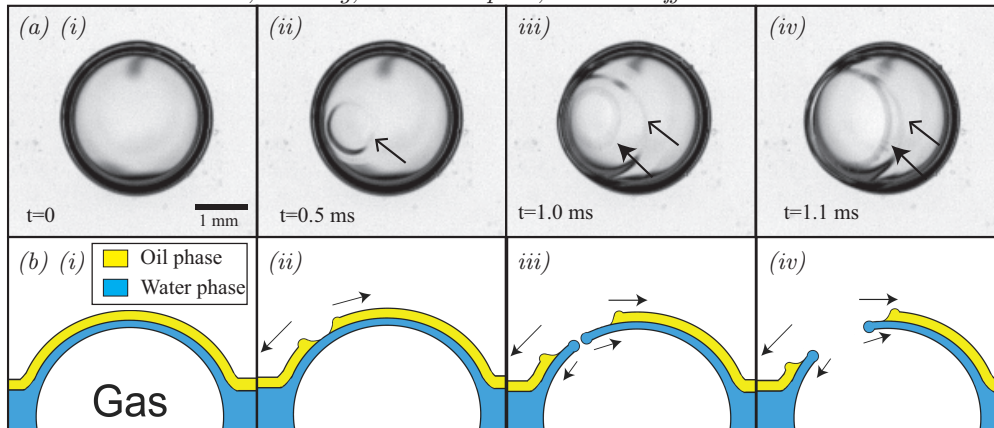 (a) (i)
(ii)
iii)
(iv)
t=0
1 mm
t=0.5 ms
t=1.0 ms
t=1.1 ms
(b) (i)
Oil phase
Water phase
(ii)
iii)
(iv)
Gas